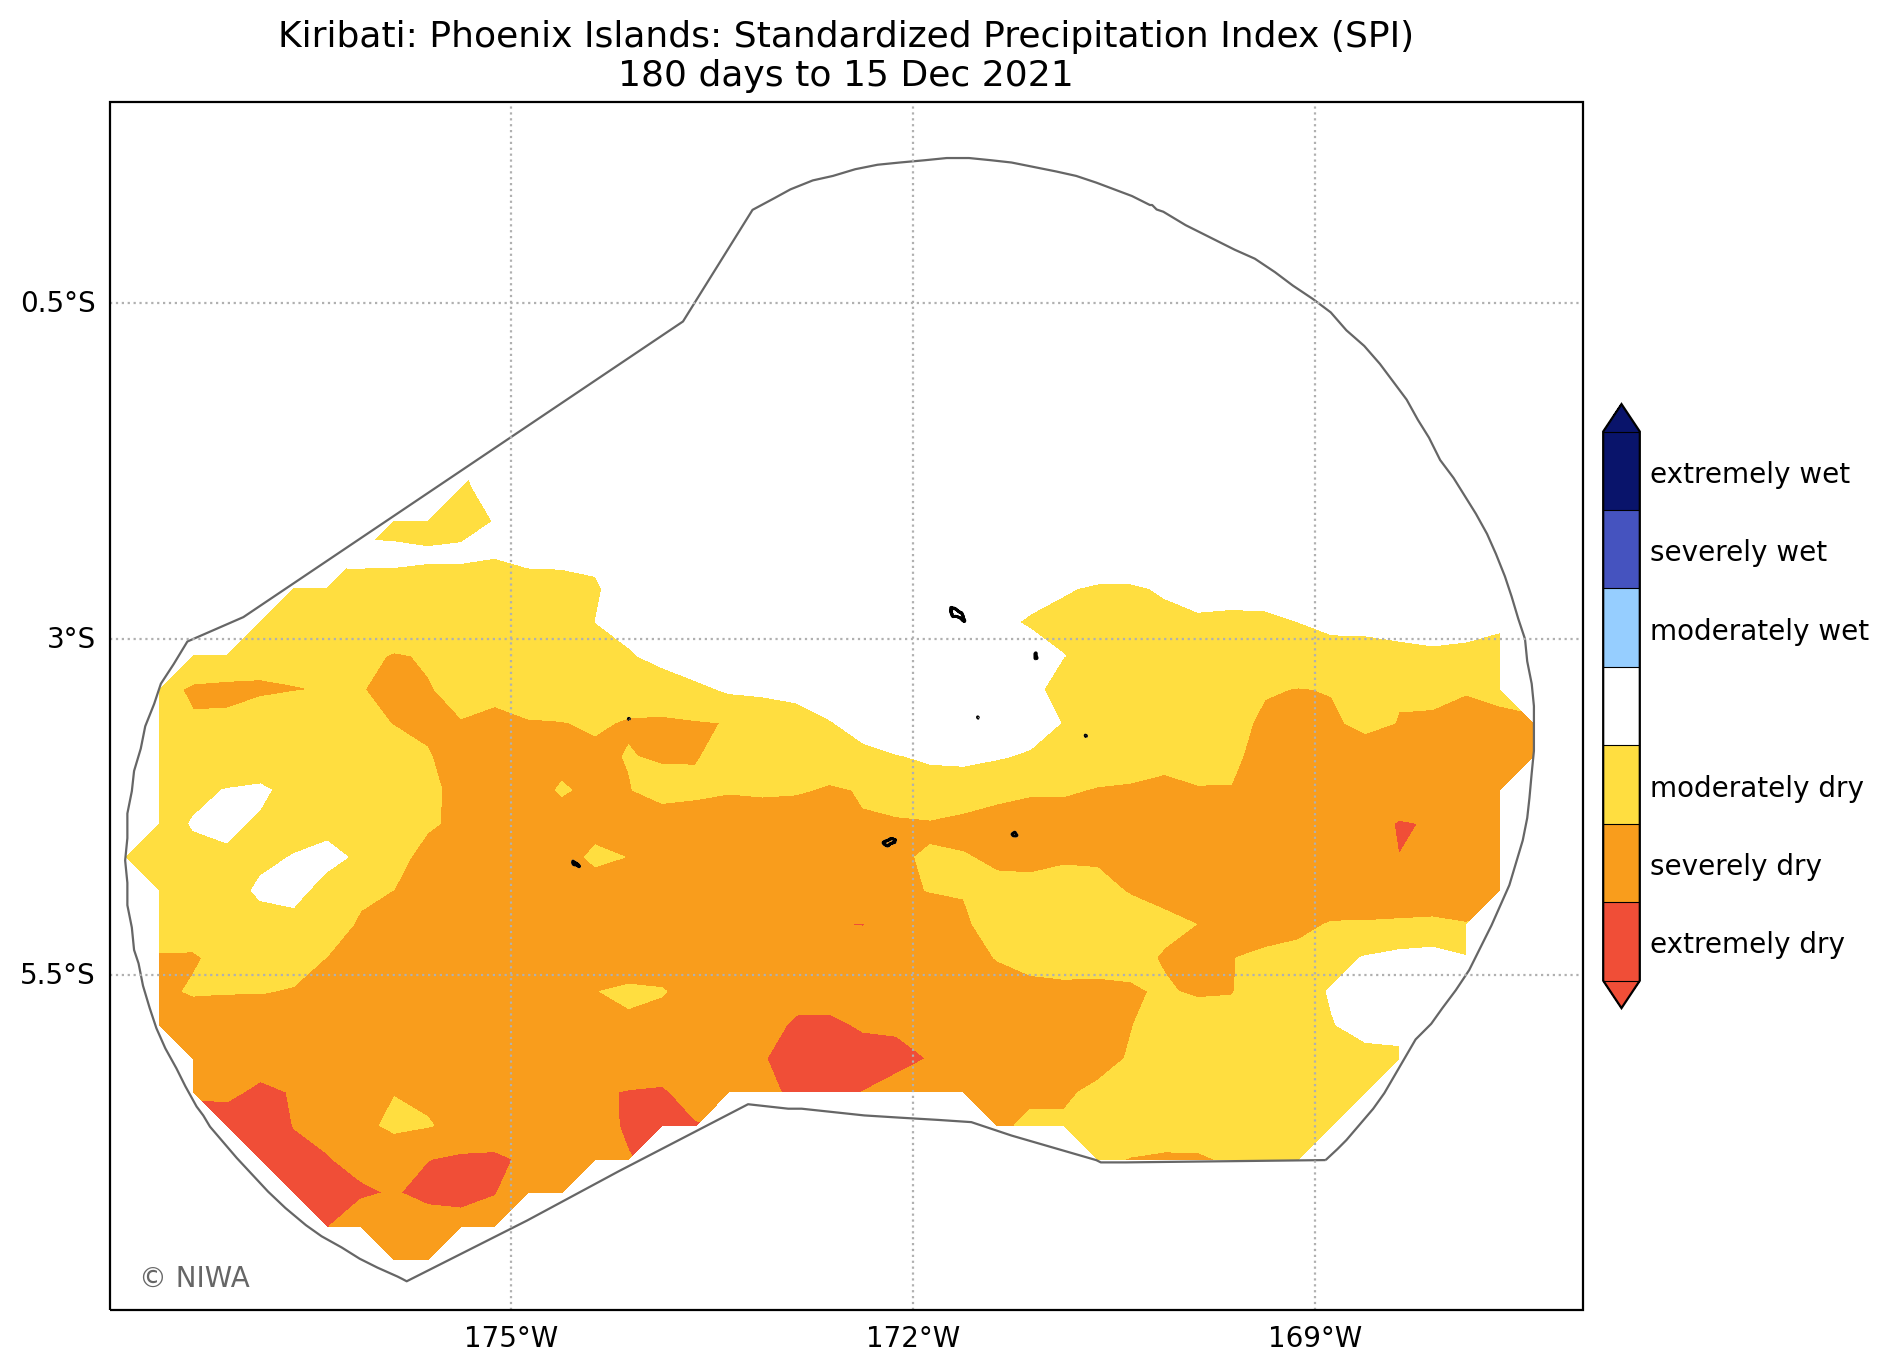 Kiribati: Phoenix Islands: Standardized Precipitation Index (SPI)
180 days to 15 Dec 2021
0.5°S
3°S
5.5°S
175°W
172°W
169°W
extremely wet
severely wet
moderately wet
moderately dry
severely dry
extremely dry
© NIWA